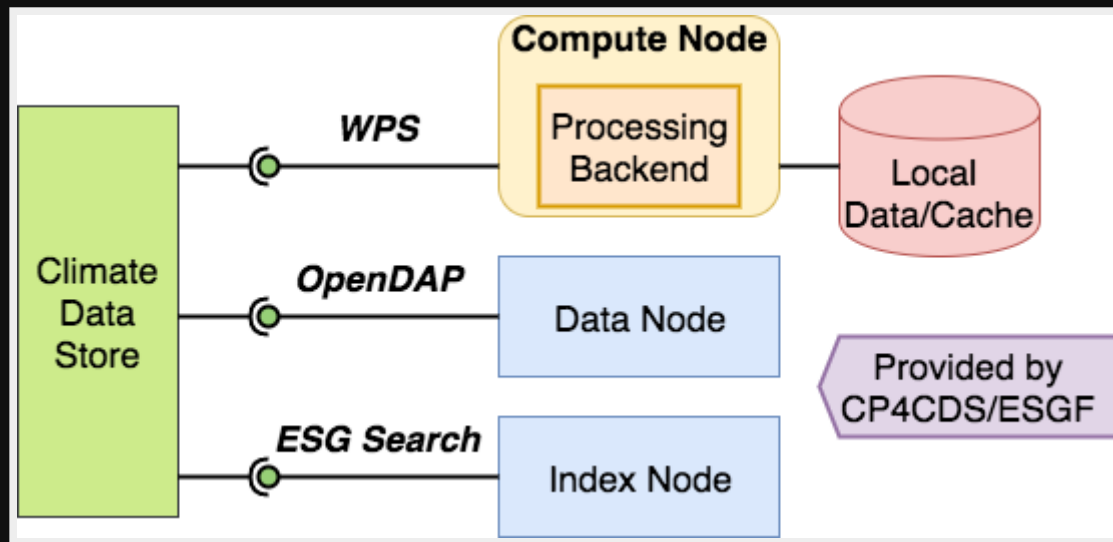 Compute Node
WPS
Processing
Backend
Local
Data/Cache
Climate
Data
Store
OpenDAP
Data Node
Provided by
CP4CDS/ESGF
ESG Search
Index Node